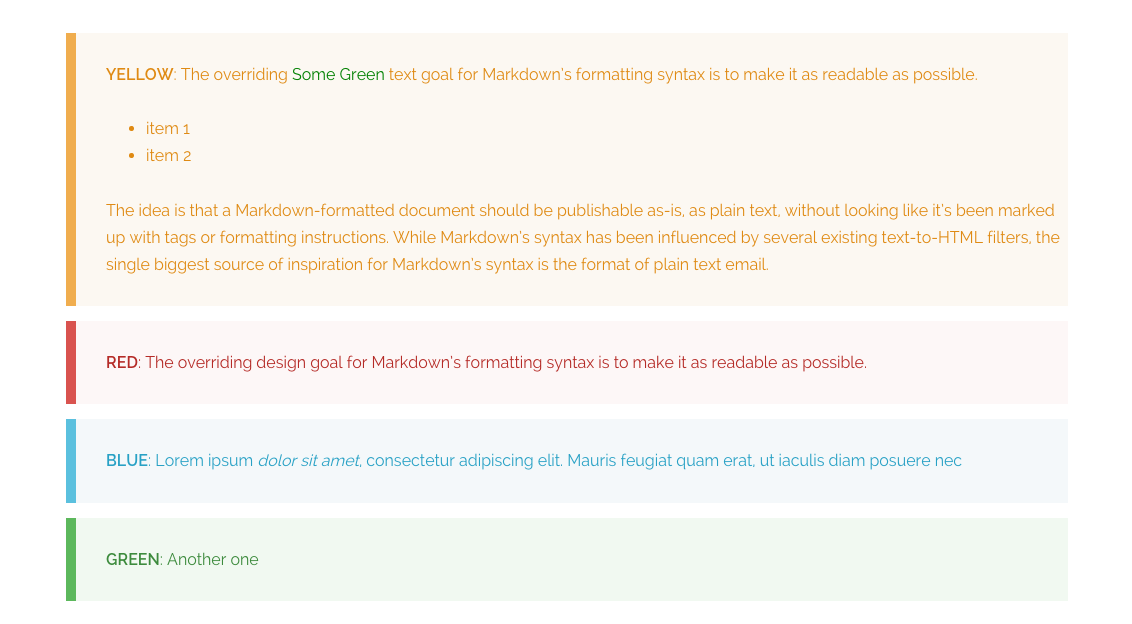 YELLOW: The overriding Some Green text goal for Markdown's formatting syntax is to make it as readable as possible.
• item 1
• item 2
The idea is that a Markdown-formatted document should be publishable as-is, as plain text, without looking like it's been marked
up with tags or formatting instructions. While Markdown's syntax has been influenced by several existing text-to-HTML filters, the
single biggest source of inspiration for Markdown's syntax is the format of plain text email.
RED: The overriding design goal for Markdown's formatting syntax is to make it as readable as possible.
BLUE: Lorem ipsum dolor sit amet, consectetur adipiscing elit. Mauris feugiat quam erat, ut iaculis diam posuere nec
GREEN: Another one